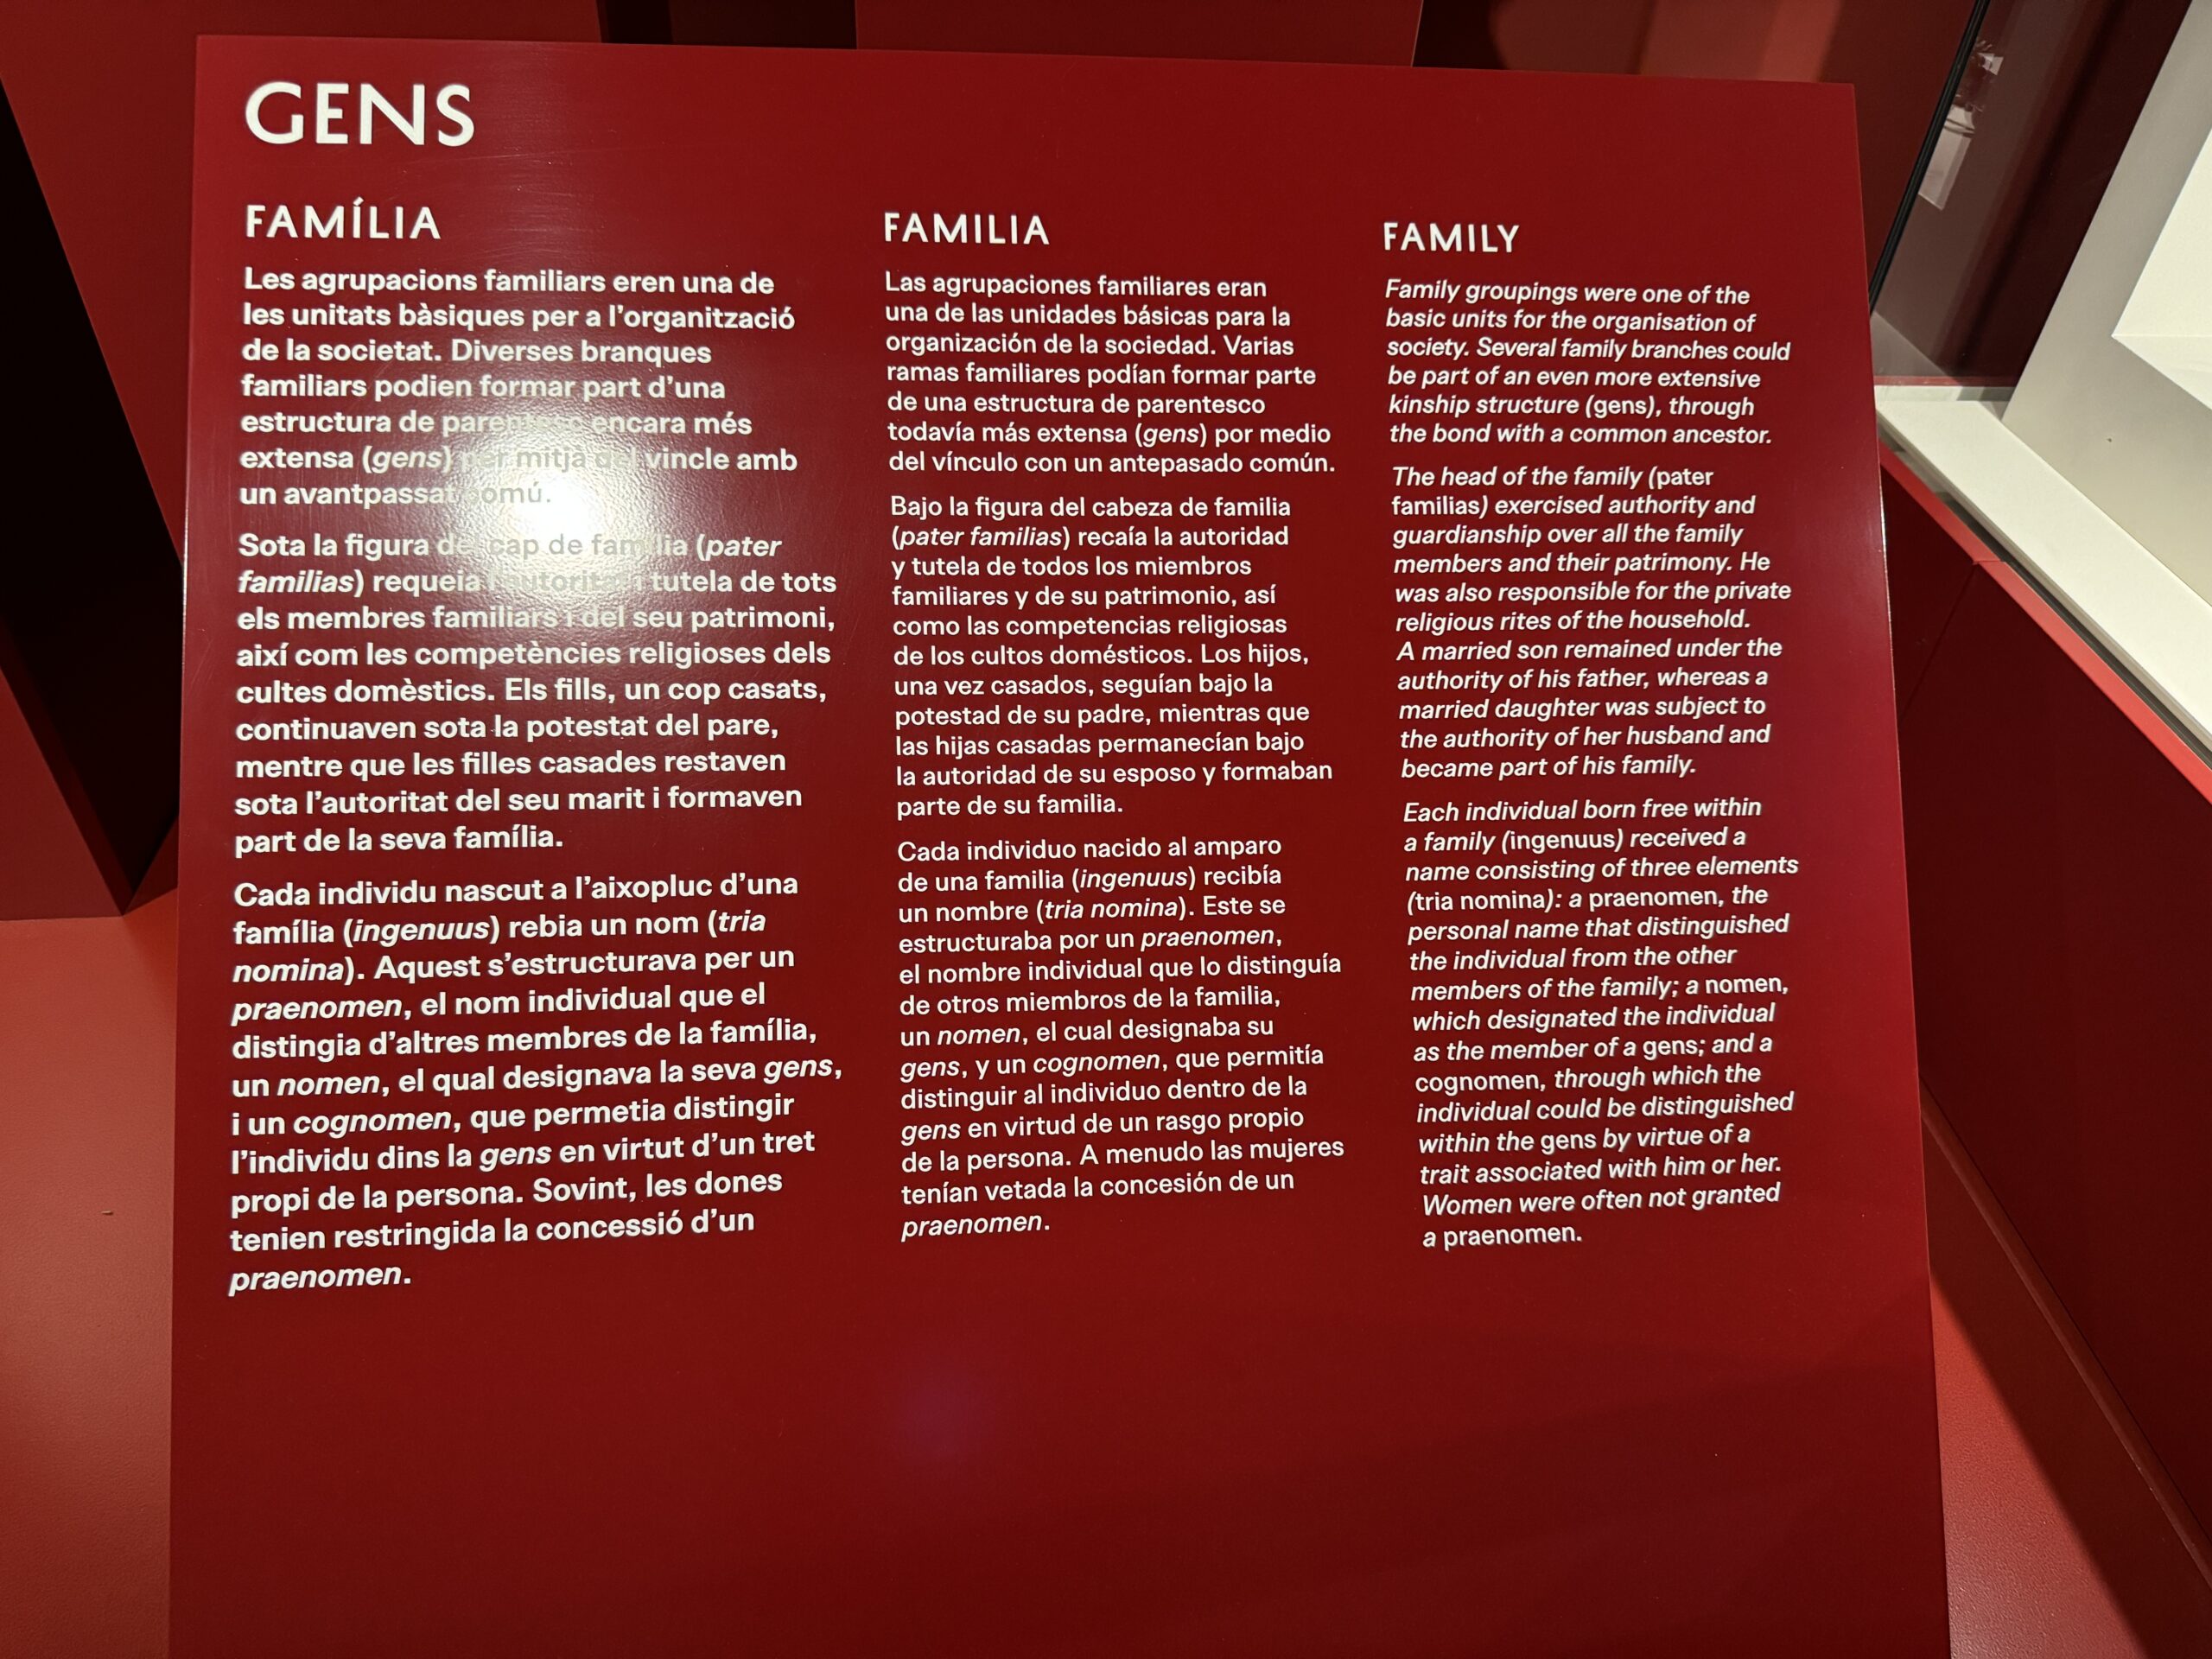 GENS
FAMÍLIA
Les agrupacions familiars eren una de
les unitats bàsiques per a l'organització
de la societat. Diverses branques
familiars podien formar part d'una
estructura de parentesc encara més
extensa (gens) per mitjà del vincle amb
un avantpassat comú.
Sota la figura del cap de família (pater
familias) requeia l'autoritat i tutela de tots
els membres familiars i del seu patrimoni,
així com les competències religioses dels
cultes domèstics. Els fills, un cop casats,
continuaven sota la potestat del pare,
mentre que les filles casades restaven
sota l'autoritat del seu marit i formaven
part de la seva família.
Cada individu nascut a l'aixopluc d'una
família (ingenuus) rebia un nom (tria
nomina). Aquest s'estructurava per un
praenomen, el nom individual que el
distingia d'altres membres de la família,
un nomen, el qual designava la seva gens,
i un cognomen, que permetia distingir
l'individu dins la gens en virtut d'un tret
propi de la persona. Sovint, les dones
tenien restringida la concessió d'un
praenomen.
FAMILIA
Las agrupaciones familiares eran
una de las unidades básicas para la
organización de la sociedad. Varias
ramas familiares podían formar parte
de una estructura de parentesco
todavía más extensa (gens) por medio
del vínculo con un antepasado común.
Bajo la figura del cabeza de familia
(pater familias) recaía la autoridad
y tutela de todos los miembros
familiares y de su patrimonio, así
como las competencias religiosas
de los cultos domésticos. Los hijos,
una vez casados, seguían bajo la
potestad de su padre, mientras que
las hijas casadas permanecían bajo
la autoridad de su esposo y formaban
parte de su familia.
Cada individuo nacido al amparo
de una familia (ingenuus) recibía
un nombre (tria nomina). Este se
estructuraba por un praenomen,
el nombre individual que lo distinguía
de otros miembros de la familia,
un nomen, el cual designaba su
gens, y un cognomen, que permitía
distinguir al individuo dentro de la
gens en virtud de un rasgo propio
de la persona. A menudo las mujeres
tenían vetada la concesión de un
praenomen.
FAMILY
Family groupings were one of the
basic units for the organisation of
society. Several family branches could
be part of an even more extensive
kinship structure (gens), through
the bond with a common ancestor.
The head of the family (pater
familias) exercised authority and
guardianship over all the family
members and their patrimony. He
was also responsible for the private
religious rites of the household.
A married son remained under the
authority of his father, whereas a
married daughter was subject to
the authority of her husband and
became part of his family.
Each individual born free within
a family (ingenuus) received a
name consisting of three elements
(tria nomina): a praenomen, the
personal name that distinguished
the individual from the other
members of the family; a nomen,
which designated the individual
as the member of a gens; and a
cognomen, through which the
individual could be distinguished
within the gens by virtue of a
trait associated with him or her.
Women were often not granted
a praenomen.